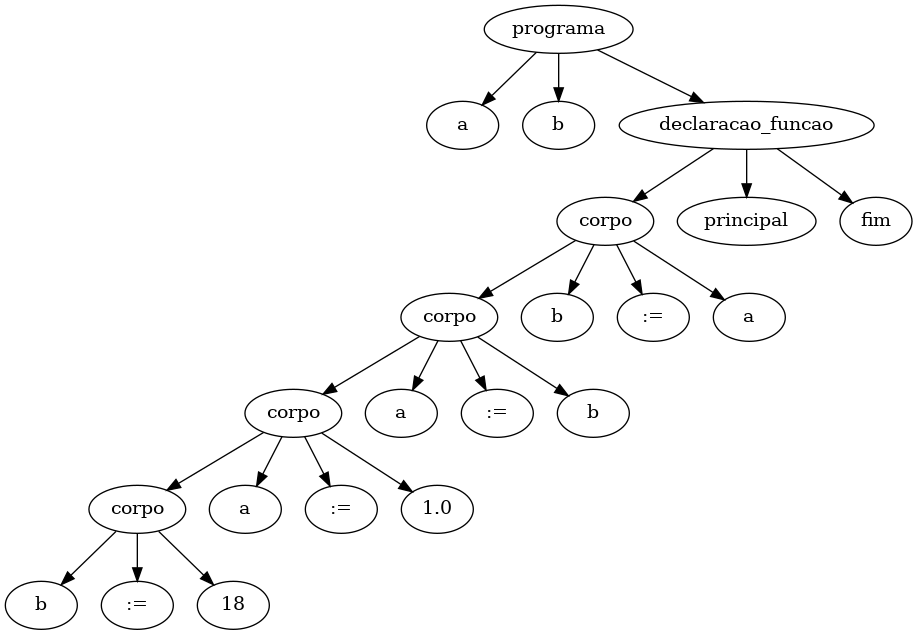 programa
a b declaracao_funcao
corpo principal fim
corpo b := a
corpo a := b
corpo a := 1.0
b := 18